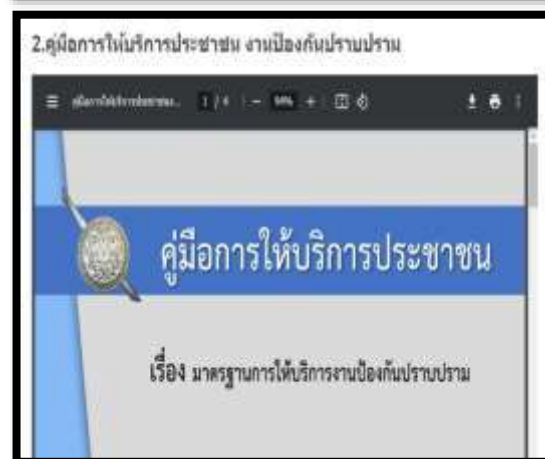 2.คู่มือการให้บริการประชาชน งานป้องกันปราบปราม
1 / 4 | − 94% +
คู่มือการให้บริการประชาชน
เรื่อง มาตรฐานการให้บริการงานป้องกันปราบปราม